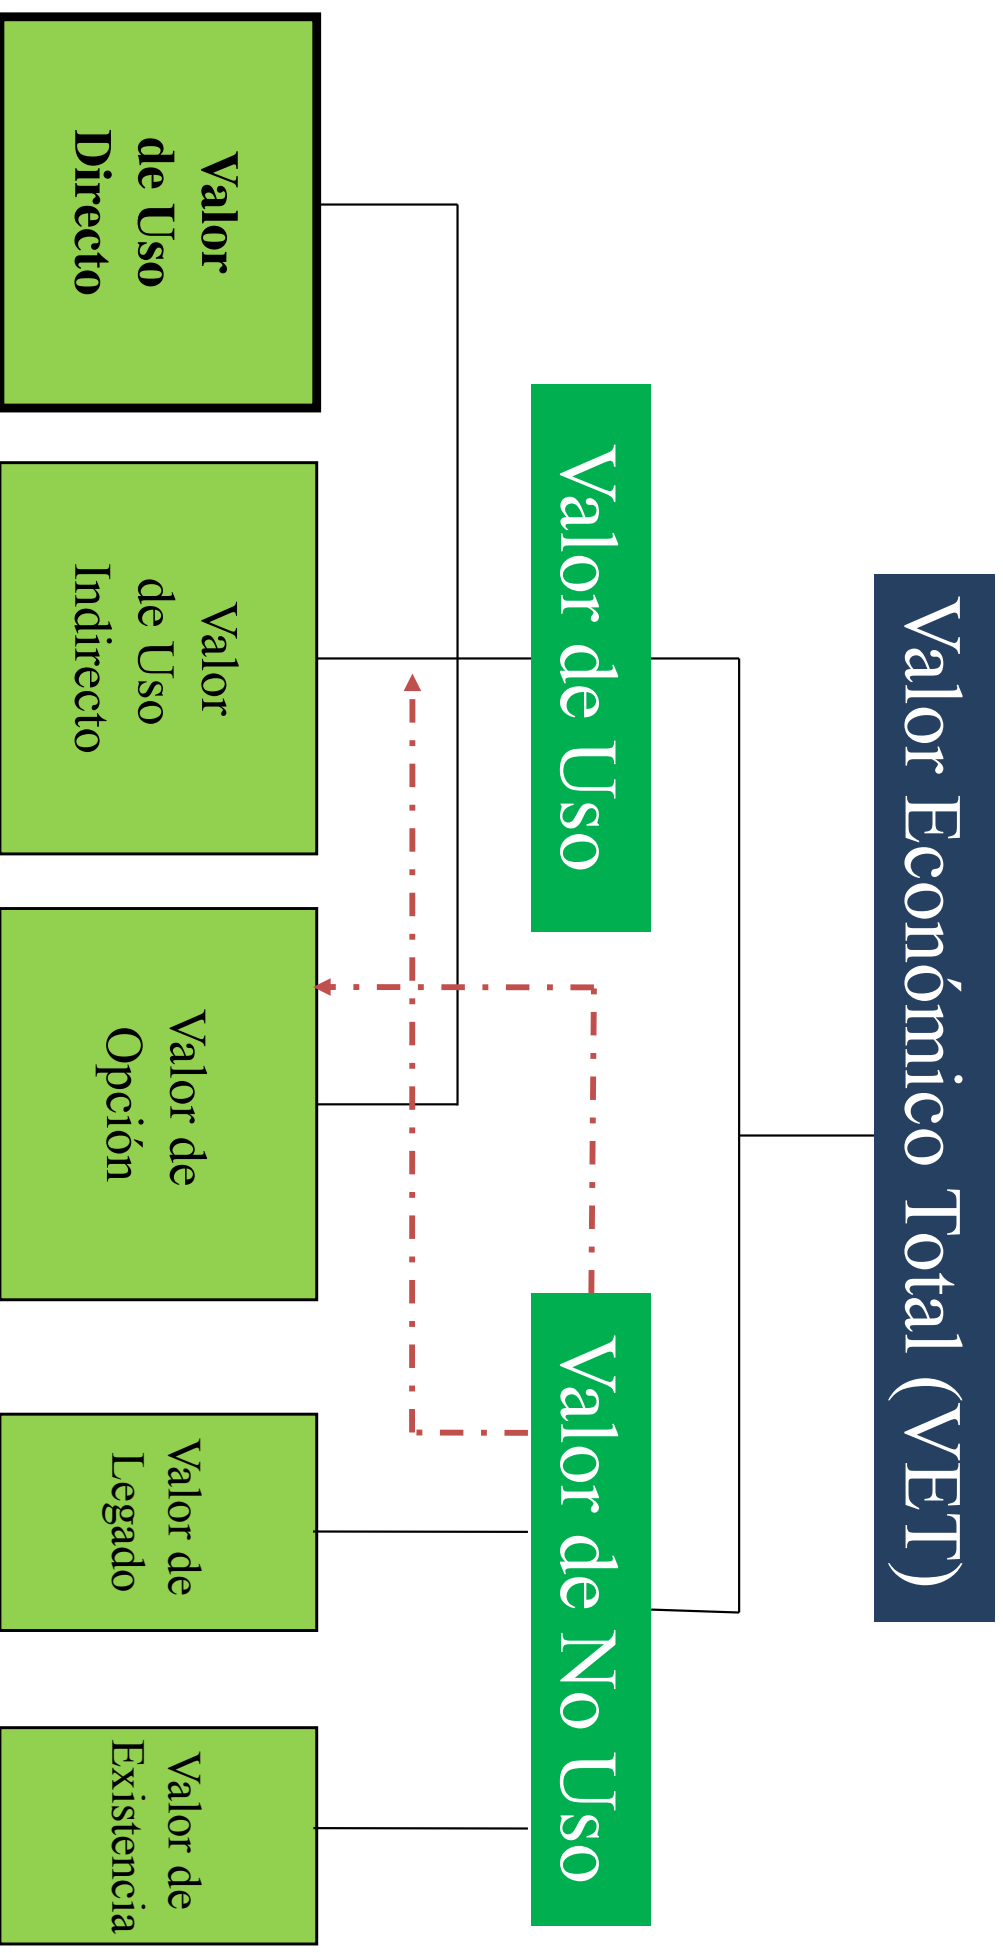 Valor Económico Total (VET)
Valor de Uso
Valor de No Uso
Valor
de Uso
Directo
Valor
de Uso
Indirecto
Valor de
Opción
Valor de
Legado
Valor de
Existencia